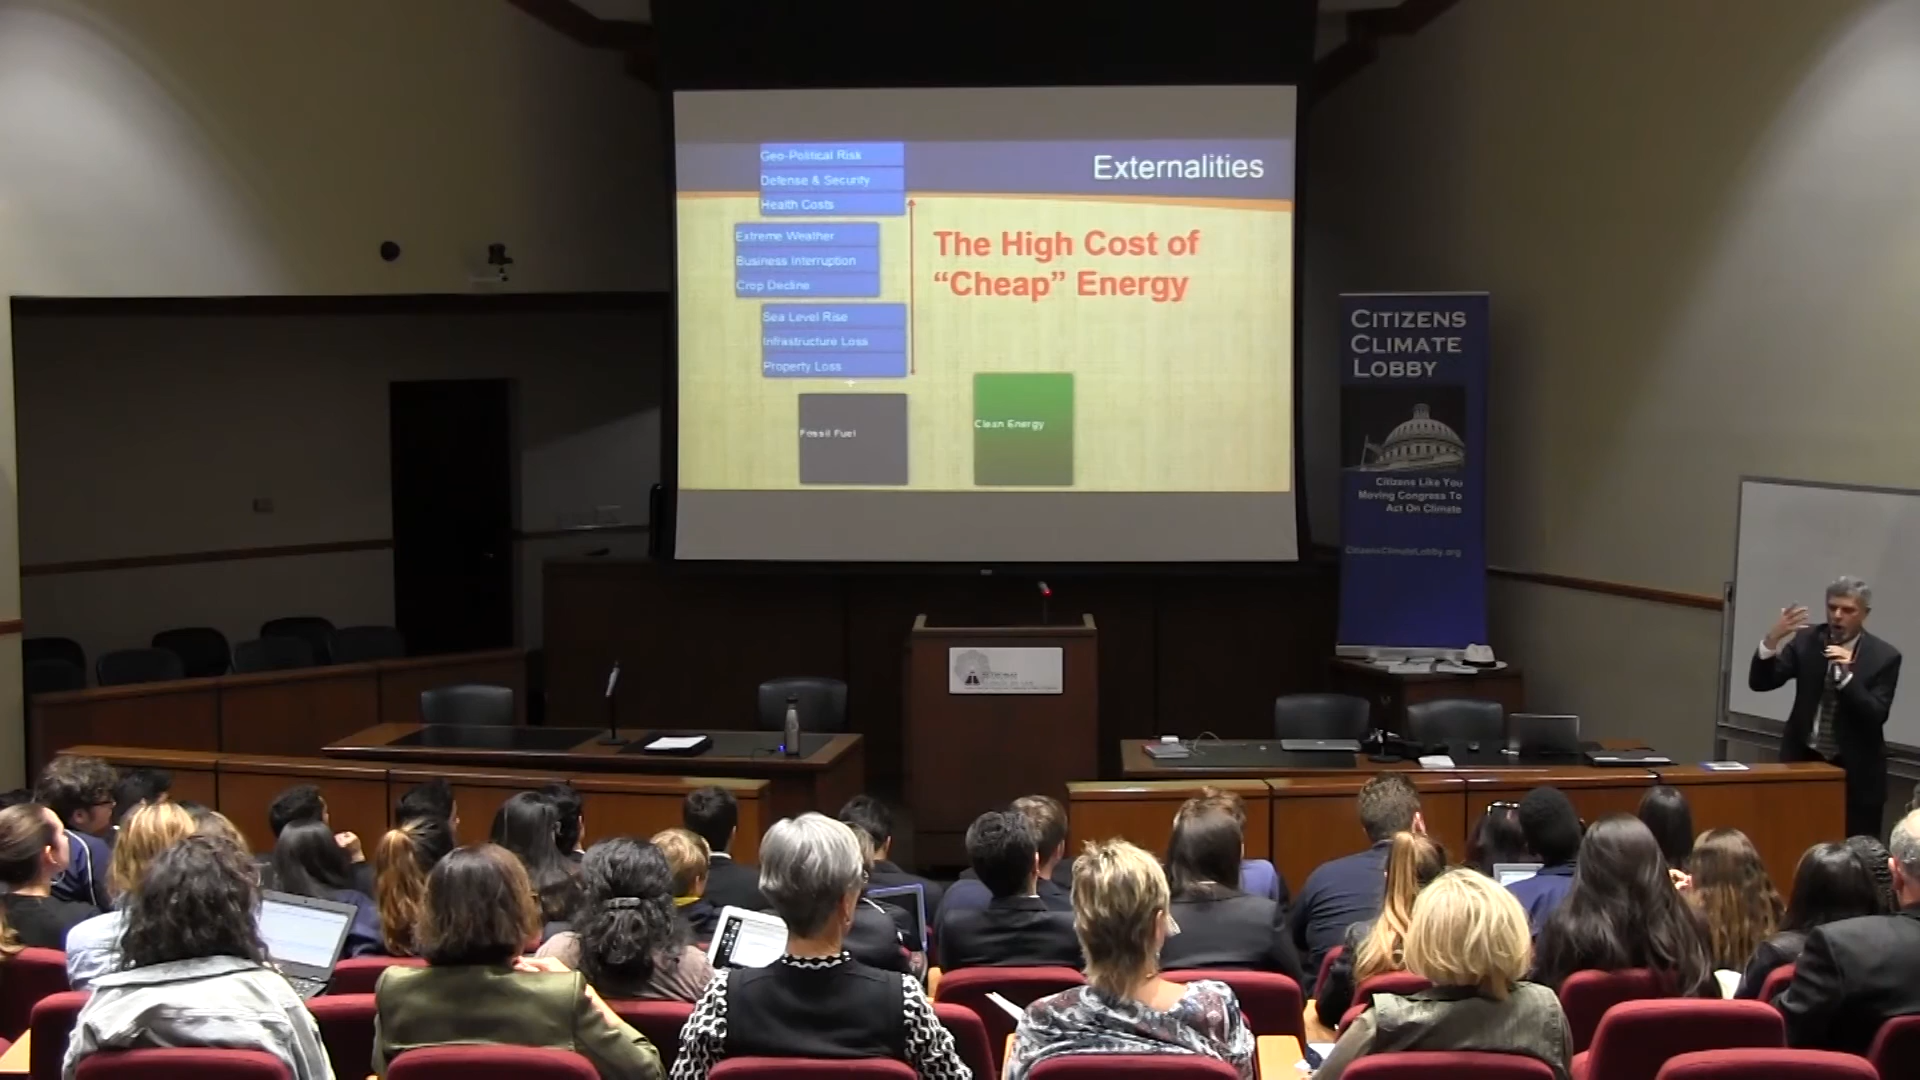 Geo-Political Risk
Defense & Security
Health Costs
Extreme Weather
Business Interruption
Crop Decline
Sea Level Rise
Infrastructure Loss
Property Loss
Fossil Fuel
Clean Energy
Externalities
The High Cost of
“Cheap” Energy
CITIZENS
CLIMATE
LOBBY
Citizens Like You
Moving Congress To
Act On Climate
CitizensClimateLobby.org